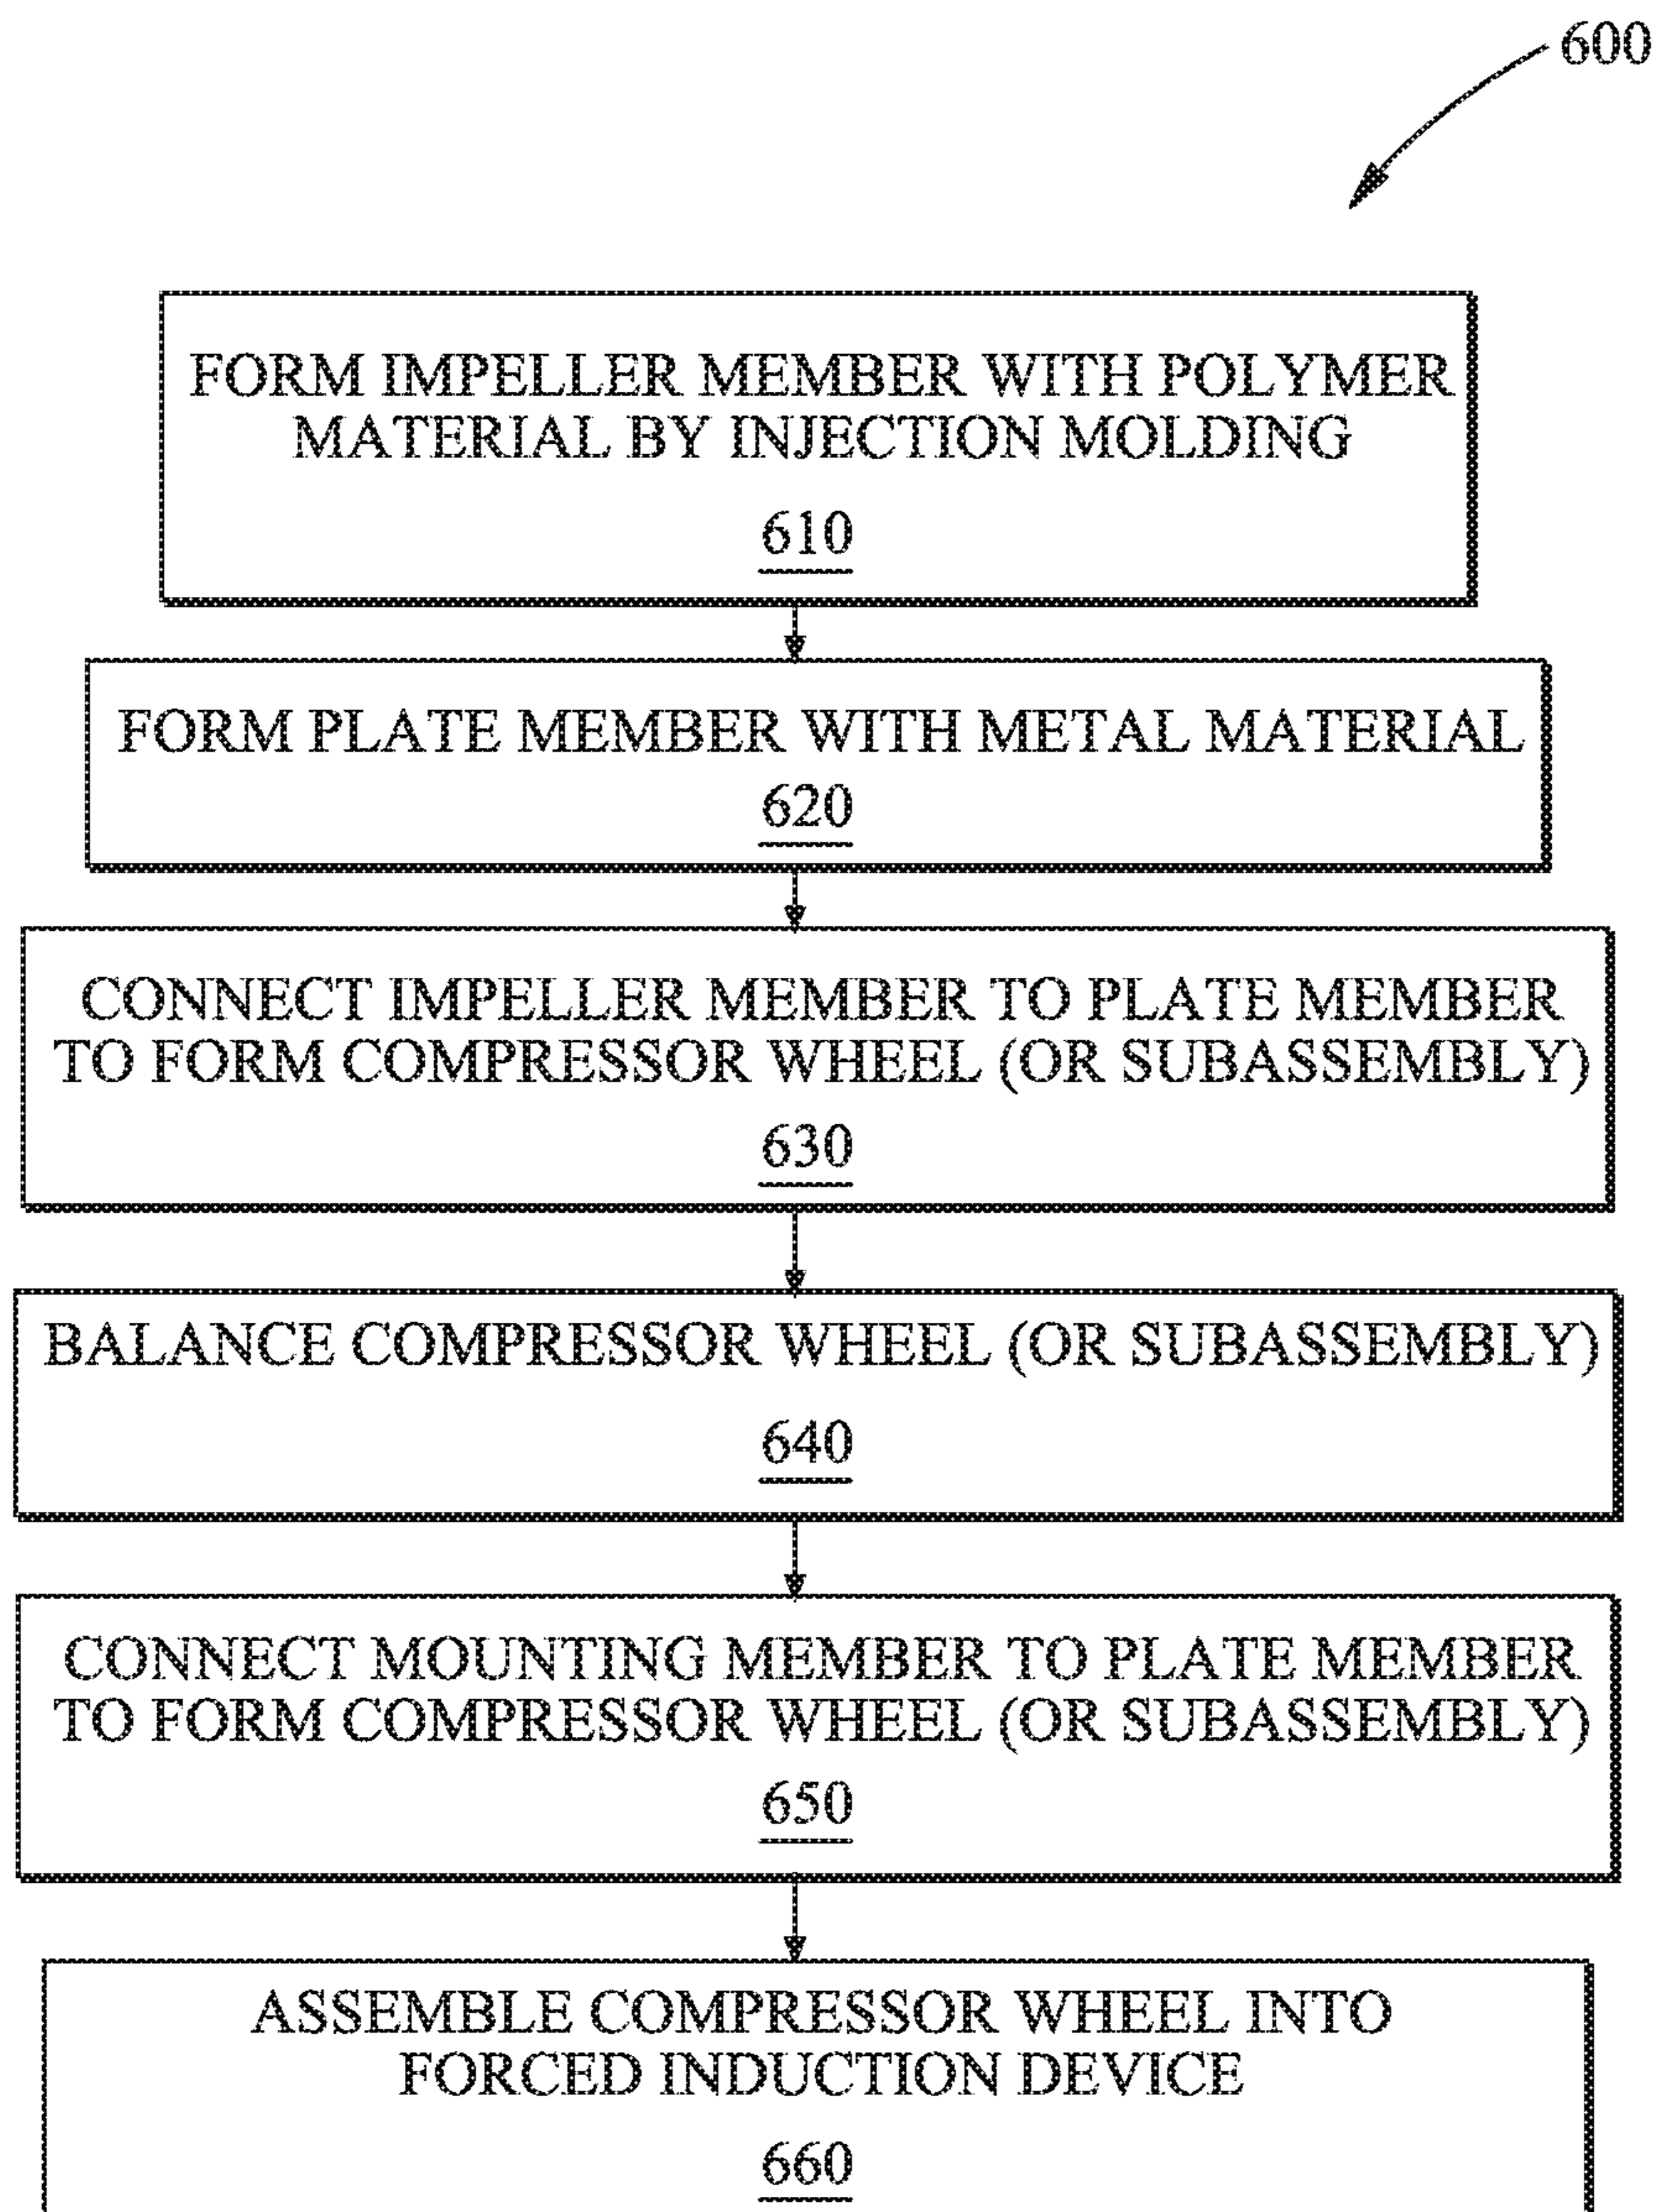 600
FORM IMPELLER MEMBER WITH POLYMER
MATERIAL BY INJECTION MOLDING
610
FORM PLATE MEMBER WITH METAL MATERIAL
620
CONNECT IMPELLER MEMBER TO PLATE MEMBER
TO FORM COMPRESSOR WHEEL (OR SUBASSEMBLY)
630
BALANCE COMPRESSOR WHEEL (OR SUBASSEMBLY)
640
CONNECT MOUNTING MEMBER TO PLATE MEMBER
TO FORM COMPRESSOR WHEEL (OR SUBASSEMBLY)
650
ASSEMBLE COMPRESSOR WHEEL INTO
FORCED INDUCTION DEVICE
660